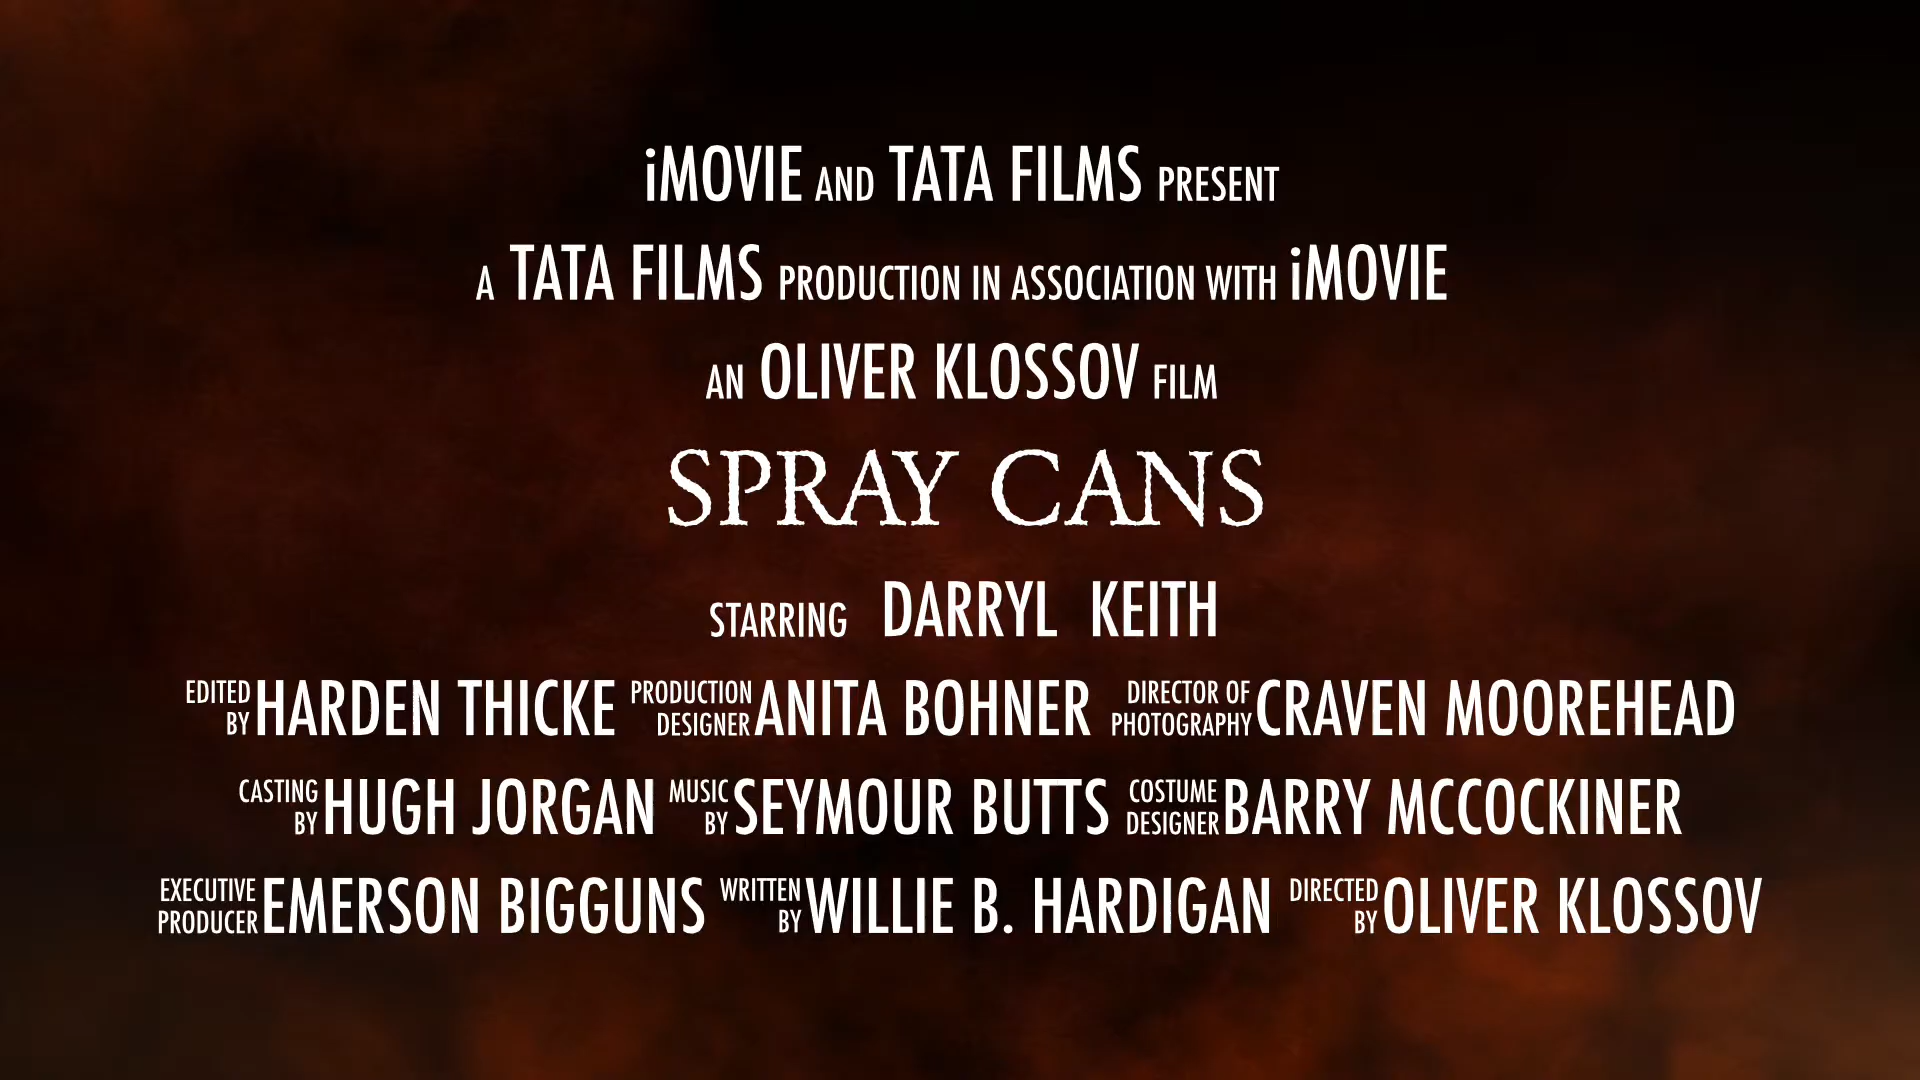 iMOVIE AND TATA FILMS PRESENT
A TATA FILMS PRODUCTION IN ASSOCIATION WITH iMOVIE
AN OLIVER KLOSSOV FILM
SPRAY CANS
STARRING DARRYL KEITH
EDITED BY HARDEN THICKE PRODUCTION DESIGNER ANITA BOHNER DIRECTOR OF PHOTOGRAPHY CRAVEN MOOREHEAD
CASTING BY HUGH JORGAN MUSIC BY SEYMOUR BUTTS COSTUME DESIGNER BARRY MCCOCKINER
EXECUTIVE PRODUCER EMERSON BIGGUNS WRITTEN BY WILLIE B. HARDIGAN DIRECTED BY OLIVER KLOSSOV